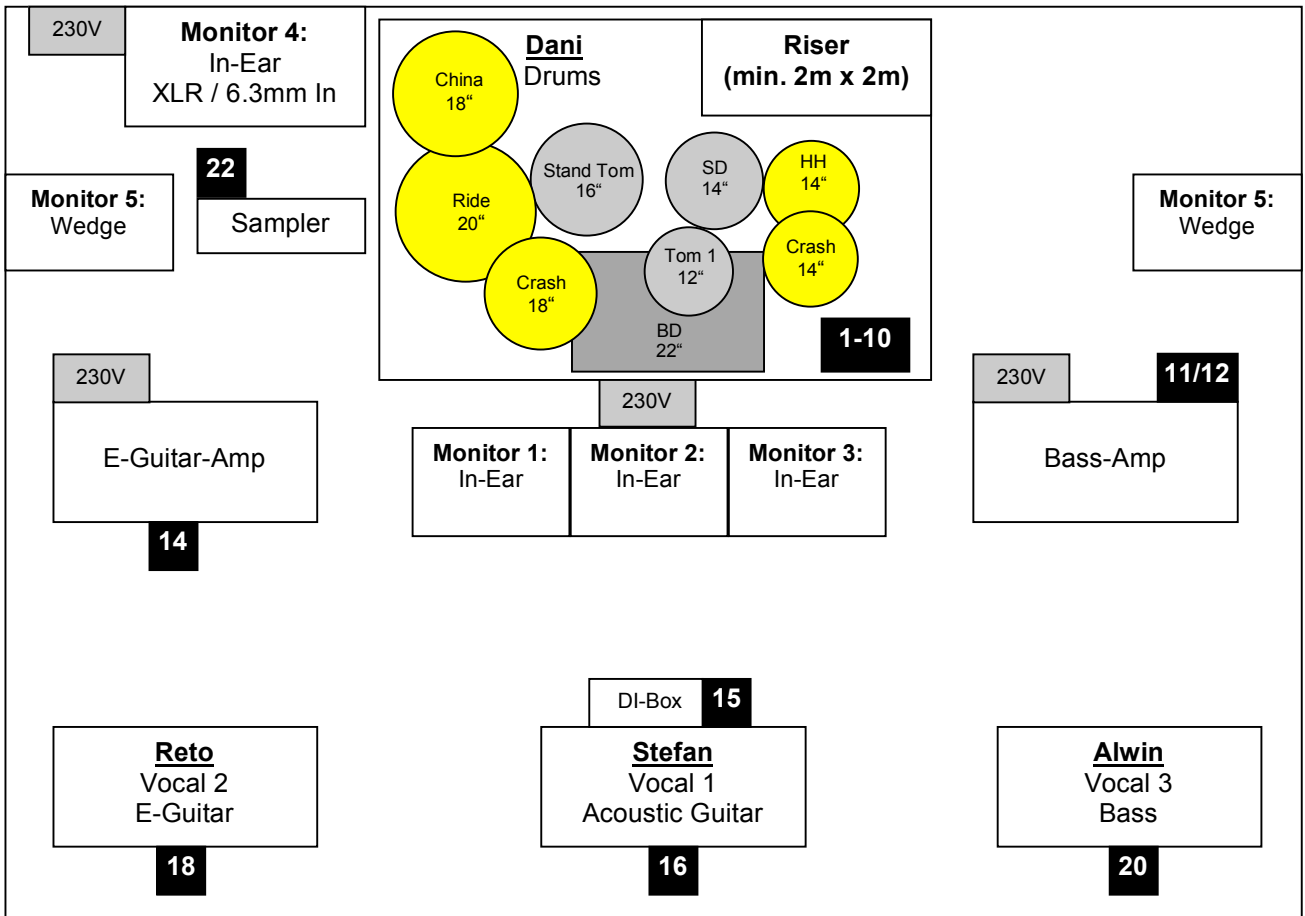 230V
Monitor 4:
In-Ear
XLR / 6.3mm In
Dani
Drums
Riser
(min. 2m x 2m)
China
18“
Stand Tom
16“
SD
14“
HH
14“
22
Monitor 5:
Wedge
Sampler
Ride
20“
Monitor 5:
Wedge
Crash
18“
Tom 1
12“
Crash
14“
BD
22“
1-10
230V
E-Guitar-Amp
14
230V
Monitor 1:
In-Ear
Monitor 2:
In-Ear
Monitor 3:
In-Ear
230V
11/12
Bass-Amp
DI-Box
15
Reto
Vocal 2
E-Guitar
18
Stefan
Vocal 1
Acoustic Guitar
16
Alwin
Vocal 3
Bass
20